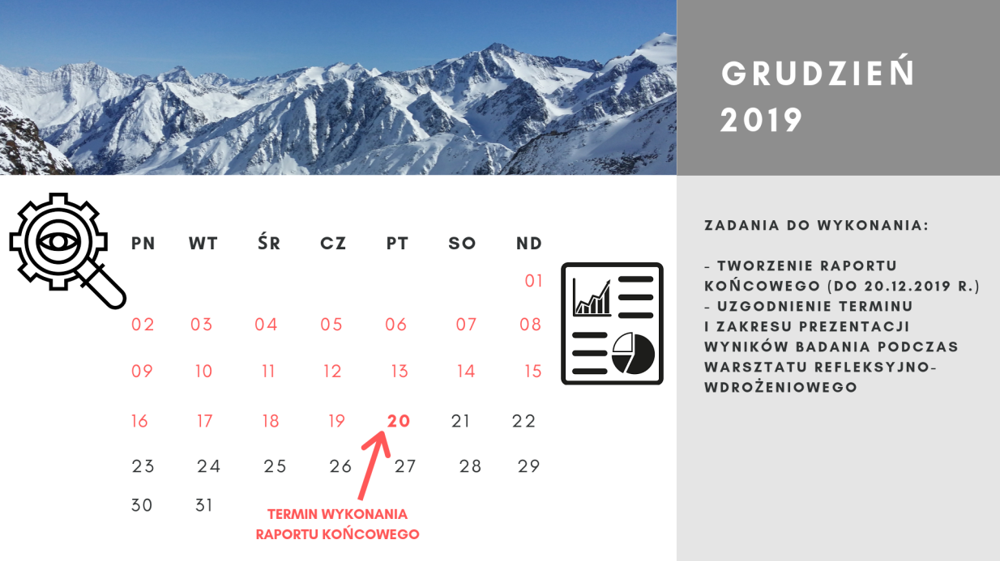 GRUDZIEŃ
2019
PN WT ŚR CZ PT SO ND
01
02 03 04 05 06 07 08
09 10 11 12 13 14 15
16 17 18 19 20 21 22
23 24 25 26 27 28 29
30 31
TERMIN WYKONANIA
RAPORTU KOŃCOWEGO
ZADANIA DO WYKONANIA:
- TWORZENIE RAPORTU
KOŃCOWEGO (DO 20.12.2019 R.)
- UZGODNIENIE TERMINU
I ZAKRESU PREZENTACJI
WYNIKÓW BADANIA PODCZAS
WARSZTATU REFLEKSYJNO-
WDROŻENIOWEGO